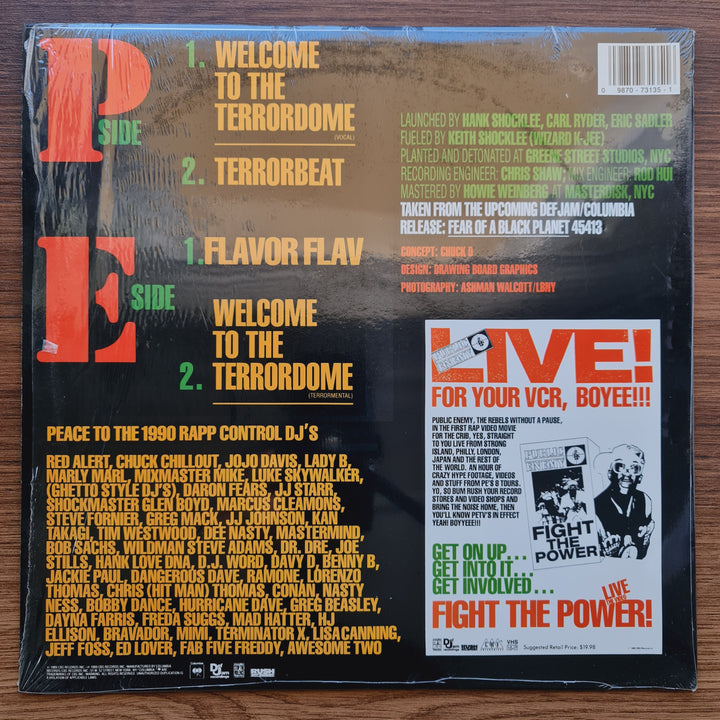 P SIDE
1. WELCOME
TO THE
TERRORDOME
(VOCAL)
2. TERRORBEAT
E SIDE
1. FLAVOR FLAV
WELCOME
TO THE
2. TERRORDOME
(TERRORMENTAL)
PEACE TO THE 1990 RAPP CONTROL DJ'S
RED ALERT, CHUCK CHILLOUT, JOJO DAVIS, LADY B,
MARLY MARL, MIXMASTER MIKE, LUKE SKYWALKER,
(GHETTO STYLE DJ'S), DARON FEARS, JJ STARR,
SHOCKMASTER GLEN BOYD, MARCUS CLEAMONS,
STEVE FORNIER, GREG MACK, JJ JOHNSON, KAN
TAKAGI, TIM WESTWOOD, DEE NASTY, MASTERMIND,
BOB SACHS, WILDMAN STEVE ADAMS, DR. DRE, JOE
STILLS, HANK LOVE DNA, D.J. WORD, DAVY D, BENNY B,
JACKIE PAUL, DANGEROUS DAVE, RAMONE, LORENZO
THOMAS, CHRIS (HIT MAN) THOMAS, CONAN, NASTY
NESS, BOBBY DANCE, HURRICANE DAVE, GREG BEASLEY,
DAYNA FARRIS, FREDA SUGGS, MAD HATTER, HJ
ELLISON, BRAVADOR, MIMI, TERMINATOR X, LISA CANNING,
JEFF FOSS, ED LOVER, FAB FIVE FREDDY, AWESOME TWO
Def Jam
recordings
RUSH
0 9870 - 73135 - 1
LAUNCHED BY HANK SHOCKLEE, CARL RYDER, ERIC SADLER
FUELED BY KEITH SHOCKLEE (WIZARD K-JEE)
PLANTED AND DETONATED AT GREENE STREET STUDIOS, NYC
RECORDING ENGINEER: CHRIS SHAW; MIX ENGINEER: ROD HUI
MASTERED BY HOWIE WEINBERG AT MASTERDISK, NYC
TAKEN FROM THE UPCOMING DEF JAM/COLUMBIA
RELEASE: FEAR OF A BLACK PLANET 45413
CONCEPT: CHUCK D
DESIGN: DRAWING BOARD GRAPHICS
PHOTOGRAPHY: ASHMAN WALCOTT/LBNY
PUBLIC ENEMY
LIVE!
FOR YOUR VCR, BOYEE!!!
PUBLIC ENEMY, THE REBELS WITHOUT A PAUSE,
IN THE FIRST RAP VIDEO MOVIE
FOR THE CRIB, YES, STRAIGHT
TO YOU LIVE FROM STRONG
ISLAND, PHILLY, LONDON,
JAPAN AND THE REST OF
THE WORLD. AN HOUR OF
CRAZY HYPE FOOTAGE, VIDEOS
AND STUFF FROM PE'S 8 TOURS.
YO, SO BUM RUSH YOUR RECORD
STORES AND VIDEO SHOPS AND
BRING THE NOISE HOME, THEN
YOU'LL KNOW PETV'S IN EFFECT
YEAH! BOYYEEE!!!
PUBLIC
ENEMY
FIGHT
THE
POWER
GET ON UP...
GET INTO IT...
GET INVOLVED...
LIVE
FIGHT THE POWER!
Def Jam
recordings
VHS
Suggested Retail Price: $19.98